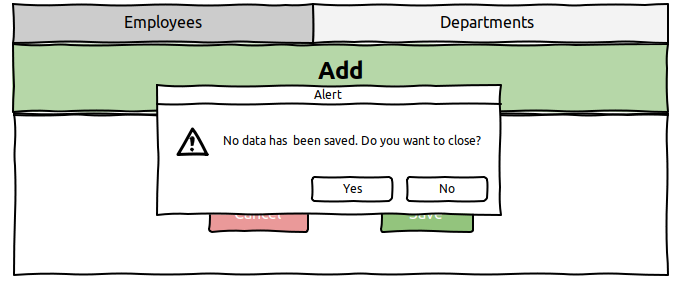 Employees Departments
Add
Alert
No data has  been saved. Do you want to close?
Yes No
Cancel Save